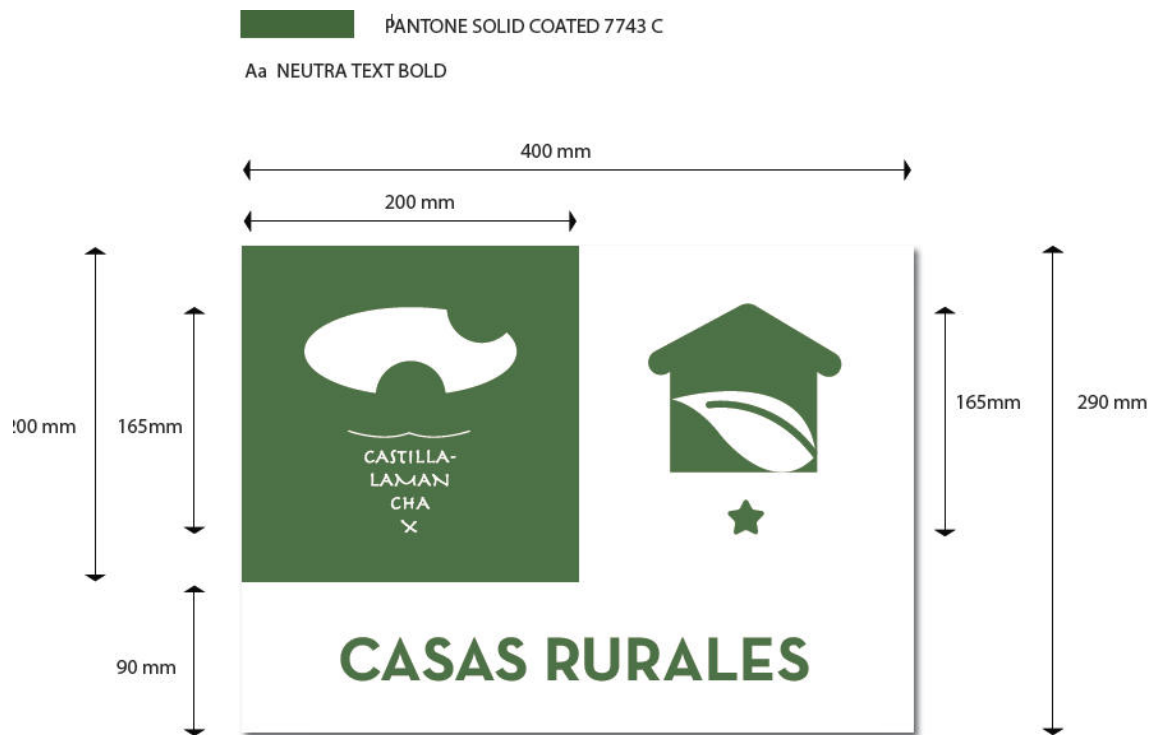 PANTONE SOLID COATED 7743 C
Aa NEUTRA TEXT BOLD
400 mm
200 mm
200 mm
165mm
165mm
290 mm
CASTILLA-
LAMAN
CHA
X
90 mm
CASAS RURALES